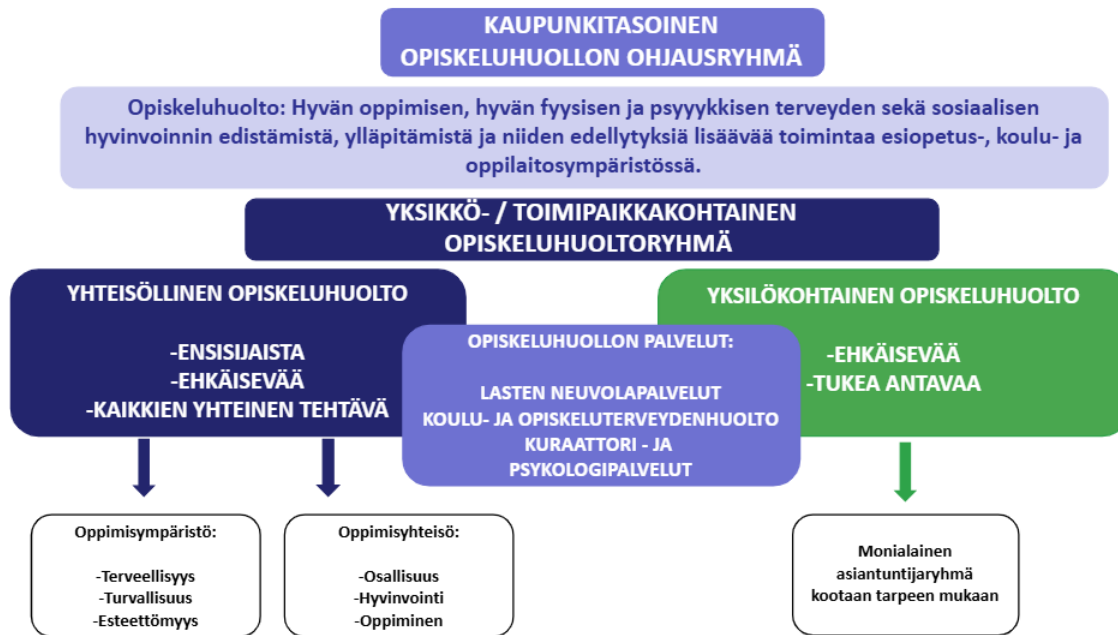 KAUPUNKITASOINEN
OPISKELUHUOLLON OHJAUSRYHMÄ
Opiskeluhuolto: Hyvän oppimisen, hyvän fyysisen ja psyyykkisen terveyden sekä sosiaalisen
hyvinvoinnin edistämistä, ylläpitämistä ja niiden edellytyksiä lisäävää toimintaa esiopetus-, koulu- ja
oppilaitosympäristössä.
YKSIKKÖ- / TOIMIPAIKKAKOHTAINEN
OPISKELUHUOLTORYHMÄ
YHTEISÖLLINEN OPISKELUHUOLTO
-ENSISIJAISTA
-EHKÄISEVÄÄ
-KAIKKIEN YHTEINEN TEHTÄVÄ
OPISKELUHUOLLON PALVELUT:
LASTEN NEUVOLAPALVELUT
KOULU- JA OPISKELUTERVEYDENHUOLTO
KURAATTORI - JA
PSYKOLOGIPALVELUT
YKSILÖKOHTAINEN OPISKELUHUOLTO
-EHKÄISEVÄÄ
-TUKEA ANTAVAA
Oppimisympäristö:
-Terveellisyys
-Turvallisuus
-Esteettömyys
Oppimisyhteisö:
-Osallisuus
-Hyvinvointi
-Oppiminen
Monialainen
asiantuntijaryhmä
kootaan tarpeen mukaan